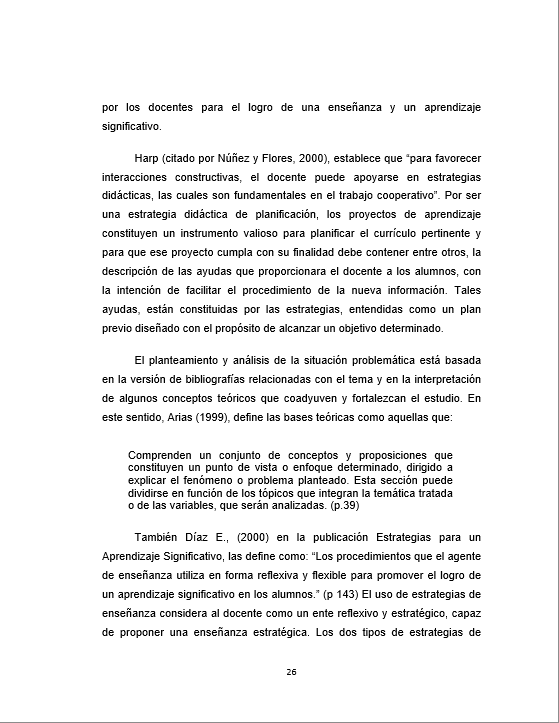 por los docentes para el logro de una enseñanza y un aprendizaje
significativo.
Harp (citado por Núñez y Flores, 2000), establece que “para favorecer
interacciones constructivas, el docente puede apoyarse en estrategias
didácticas, las cuales son fundamentales en el trabajo cooperativo”. Por ser
una estrategia didáctica de planificación, los proyectos de aprendizaje
constituyen un instrumento valioso para planificar el currículo pertinente y
para que ese proyecto cumpla con su finalidad debe contener entre otros, la
descripción de las ayudas que proporcionara el docente a los alumnos, con
la intención de facilitar el procedimiento de la nueva información. Tales
ayudas, están constituidas por las estrategias, entendidas como un plan
previo diseñado con el propósito de alcanzar un objetivo determinado.
El planteamiento y análisis de la situación problemática está basada
en la versión de bibliografías relacionadas con el tema y en la interpretación
de algunos conceptos teóricos que coadyuven y fortalezcan el estudio. En
este sentido, Arias (1999), define las bases teóricas como aquellas que:
Comprenden un conjunto de conceptos y proposiciones que
constituyen un punto de vista o enfoque determinado, dirigido a
explicar el fenómeno o problema planteado. Esta sección puede
dividirse en función de los tópicos que integran la temática tratada
o de las variables, que serán analizadas. (p.39)
También Díaz E., (2000) en la publicación Estrategias para un
Aprendizaje Significativo, las define como: “Los procedimientos que el agente
de enseñanza utiliza en forma reflexiva y flexible para promover el logro de
un aprendizaje significativo en los alumnos.” (p 143) El uso de estrategias de
enseñanza considera al docente como un ente reflexivo y estratégico, capaz
de proponer una enseñanza estratégica. Los dos tipos de estrategias de
26